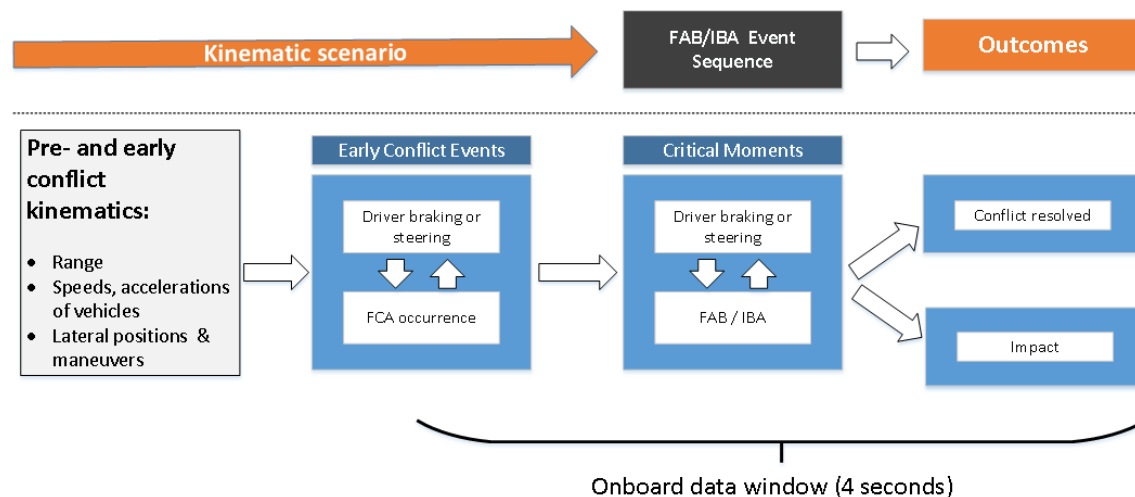 Kinematic scenario
FAB/IBA Event
Sequence
Outcomes
Pre- and early
conflict
kinematics:
• Range
• Speeds, accelerations
of vehicles
• Lateral positions &
maneuvers
Early Conflict Events
Driver braking or
steering
FCA occurrence
Critical Moments
Driver braking or
steering
FAB / IBA
Conflict resolved
Impact
Onboard data window (4 seconds)